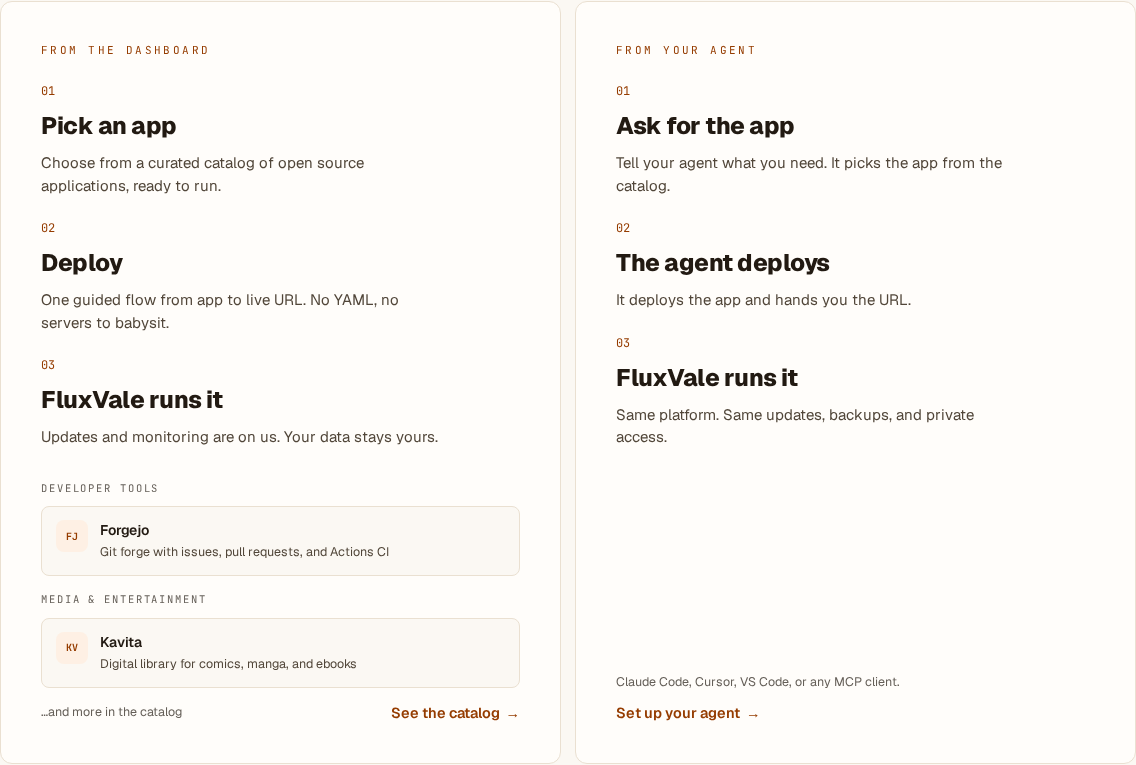 FROM THE DASHBOARD
01
Pick an app
Choose from a curated catalog of open source
applications, ready to run.
02
Deploy
One guided flow from app to live URL. No YAML, no
servers to babysit.
03
FluxVale runs it
Updates and monitoring are on us. Your data stays yours.
DEVELOPER TOOLS
FJ
Forgejo
Git forge with issues, pull requests, and Actions CI
MEDIA & ENTERTAINMENT
KV
Kavita
Digital library for comics, manga, and ebooks
…and more in the catalog
See the catalog →
FROM YOUR AGENT
01
Ask for the app
Tell your agent what you need. It picks the app from the
catalog.
02
The agent deploys
It deploys the app and hands you the URL.
03
FluxVale runs it
Same platform. Same updates, backups, and private
access.
Claude Code, Cursor, VS Code, or any MCP client.
Set up your agent →